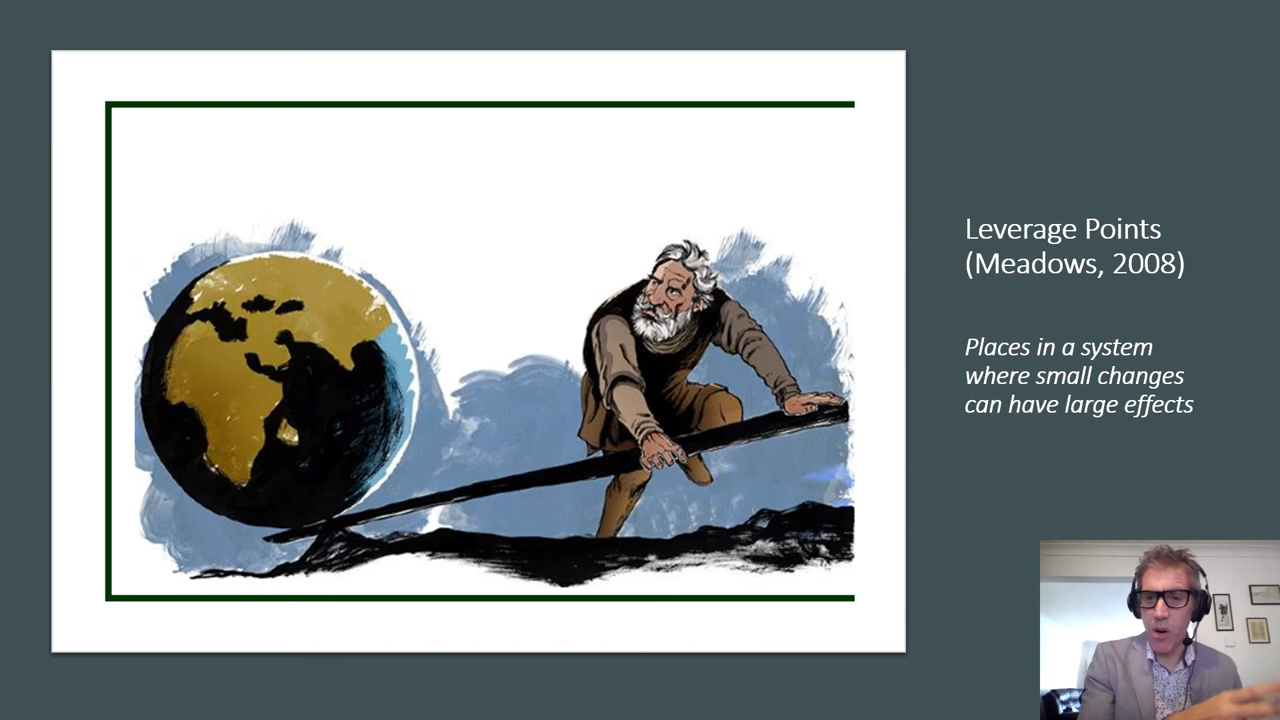 Leverage Points
(Meadows, 2008)
Places in a system
where small changes
can have large effects